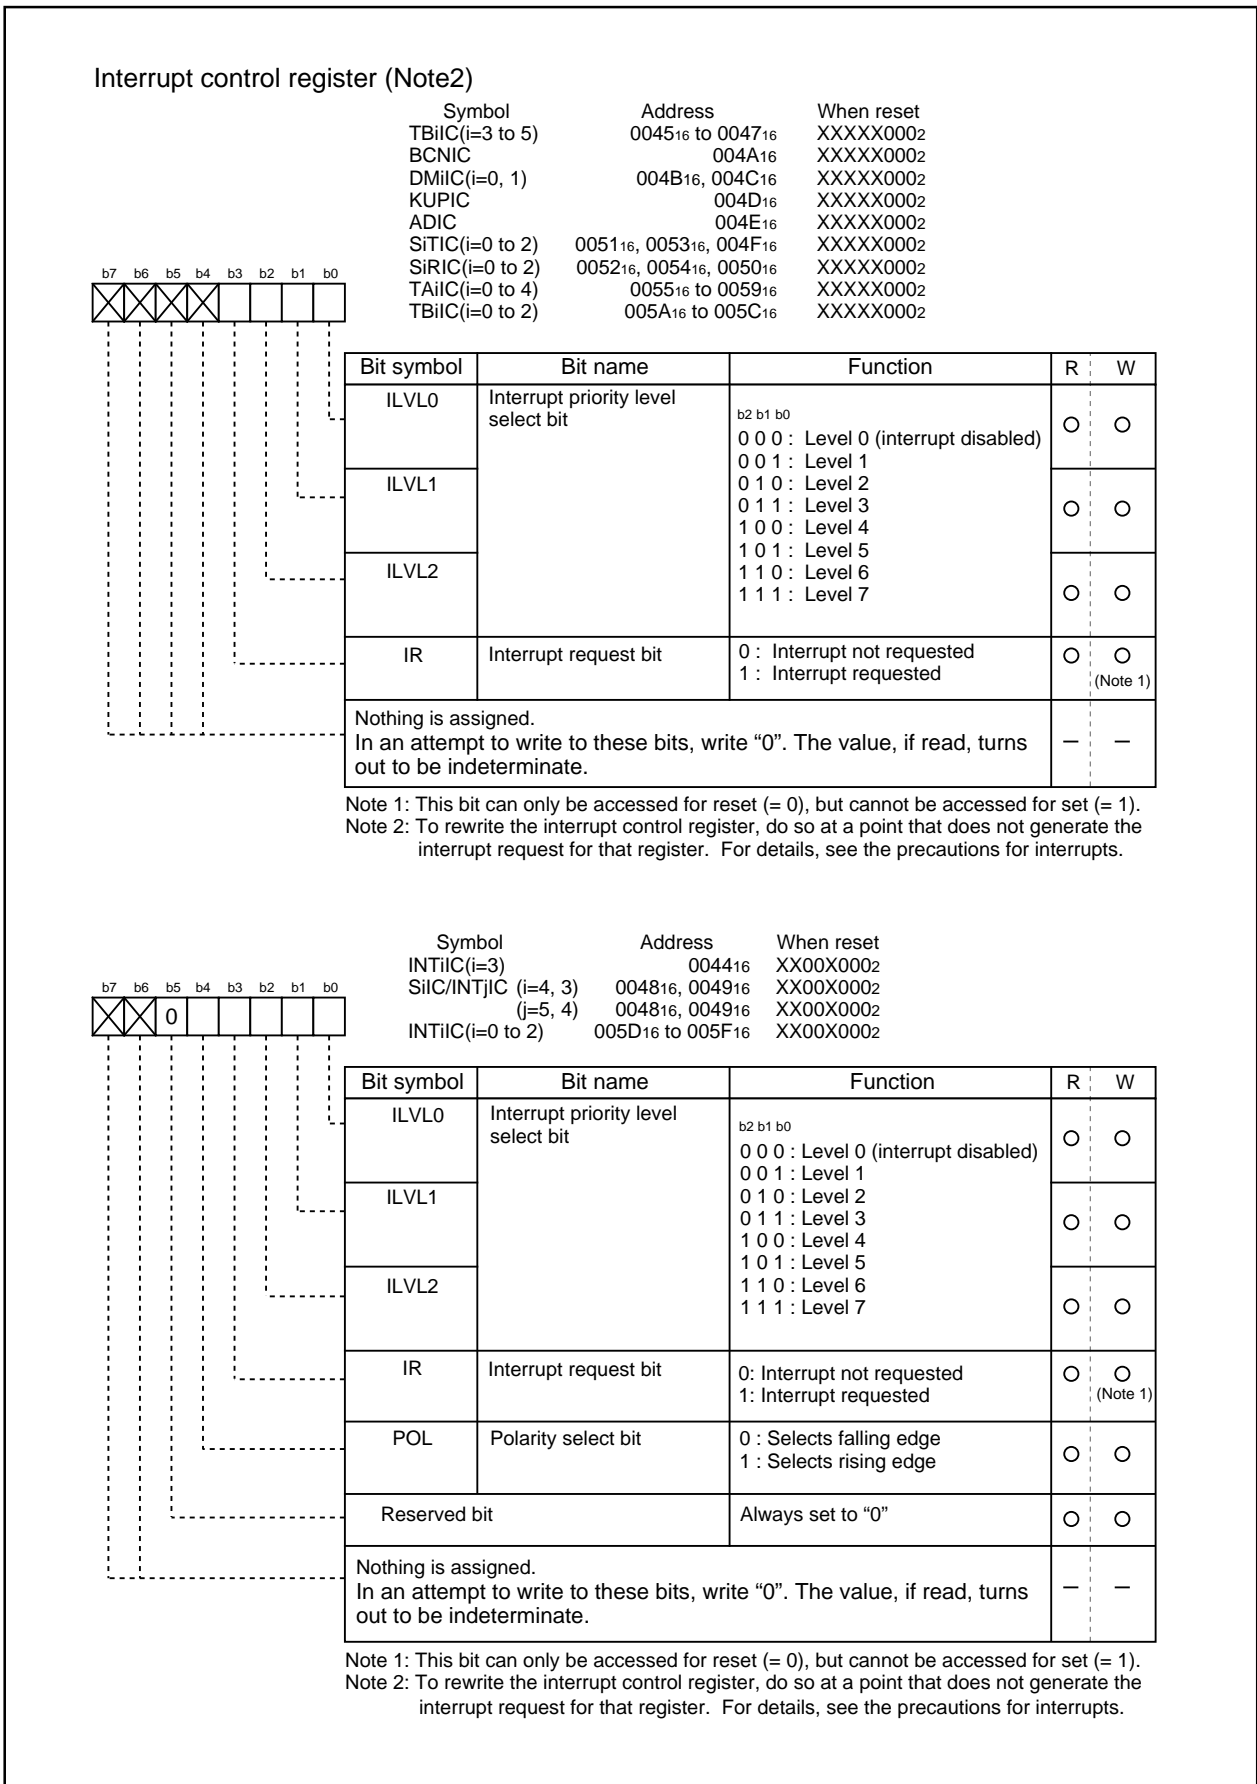 Interrupt control register (Note2)
Symbol Address When reset
TBiIC(i=3 to 5) 004516 to 004716 XXXXX0002
BCNIC 004A16 XXXXX0002
DMiIC(i=0, 1) 004B16, 004C16 XXXXX0002
KUPIC 004D16 XXXXX0002
ADIC 004E16 XXXXX0002
SiTIC(i=0 to 2) 005116, 005316, 004F16 XXXXX0002
SiRIC(i=0 to 2) 005216, 005416, 005016 XXXXX0002
TAiIC(i=0 to 4) 005516 to 005916 XXXXX0002
TBiIC(i=0 to 2) 005A16 to 005C16 XXXXX0002
b7 b6 b5 b4 b3 b2 b1 b0
Bit symbol Bit name Function R W
ILVL0 Interrupt priority level
select bit
b2 b1 b0
0 0 0 : Level 0 (interrupt disabled)
0 0 1 : Level 1
ILVL1 0 1 0 : Level 2
0 1 1 : Level 3
1 0 0 : Level 4
1 0 1 : Level 5
ILVL2 1 1 0 : Level 6
1 1 1 : Level 7
IR Interrupt request bit 0 : Interrupt not requested
1 : Interrupt requested
(Note 1)
Nothing is assigned.
In an attempt to write to these bits, write “0”. The value, if read, turns
out to be indeterminate.
Note 1: This bit can only be accessed for reset (= 0), but cannot be accessed for set (= 1).
Note 2: To rewrite the interrupt control register, do so at a point that does not generate the
interrupt request for that register. For details, see the precautions for interrupts.
Symbol Address When reset
INTiIC(i=3) 004416 XX00X0002
SiIC/INTjIC (i=4, 3) 004816, 004916 XX00X0002
(j=5, 4) 004816, 004916 XX00X0002
INTiIC(i=0 to 2) 005D16 to 005F16 XX00X0002
b7 b6 b5 b4 b3 b2 b1 b0
0
Bit symbol Bit name Function R W
ILVL0 Interrupt priority level
select bit
b2 b1 b0
0 0 0 : Level 0 (interrupt disabled)
0 0 1 : Level 1
ILVL1 0 1 0 : Level 2
0 1 1 : Level 3
1 0 0 : Level 4
1 0 1 : Level 5
ILVL2 1 1 0 : Level 6
1 1 1 : Level 7
IR Interrupt request bit 0: Interrupt not requested
1: Interrupt requested
(Note 1)
POL Polarity select bit 0 : Selects falling edge
1 : Selects rising edge
Reserved bit Always set to “0”
Nothing is assigned.
In an attempt to write to these bits, write “0”. The value, if read, turns
out to be indeterminate.
Note 1: This bit can only be accessed for reset (= 0), but cannot be accessed for set (= 1).
Note 2: To rewrite the interrupt control register, do so at a point that does not generate the
interrupt request for that register. For details, see the precautions for interrupts.